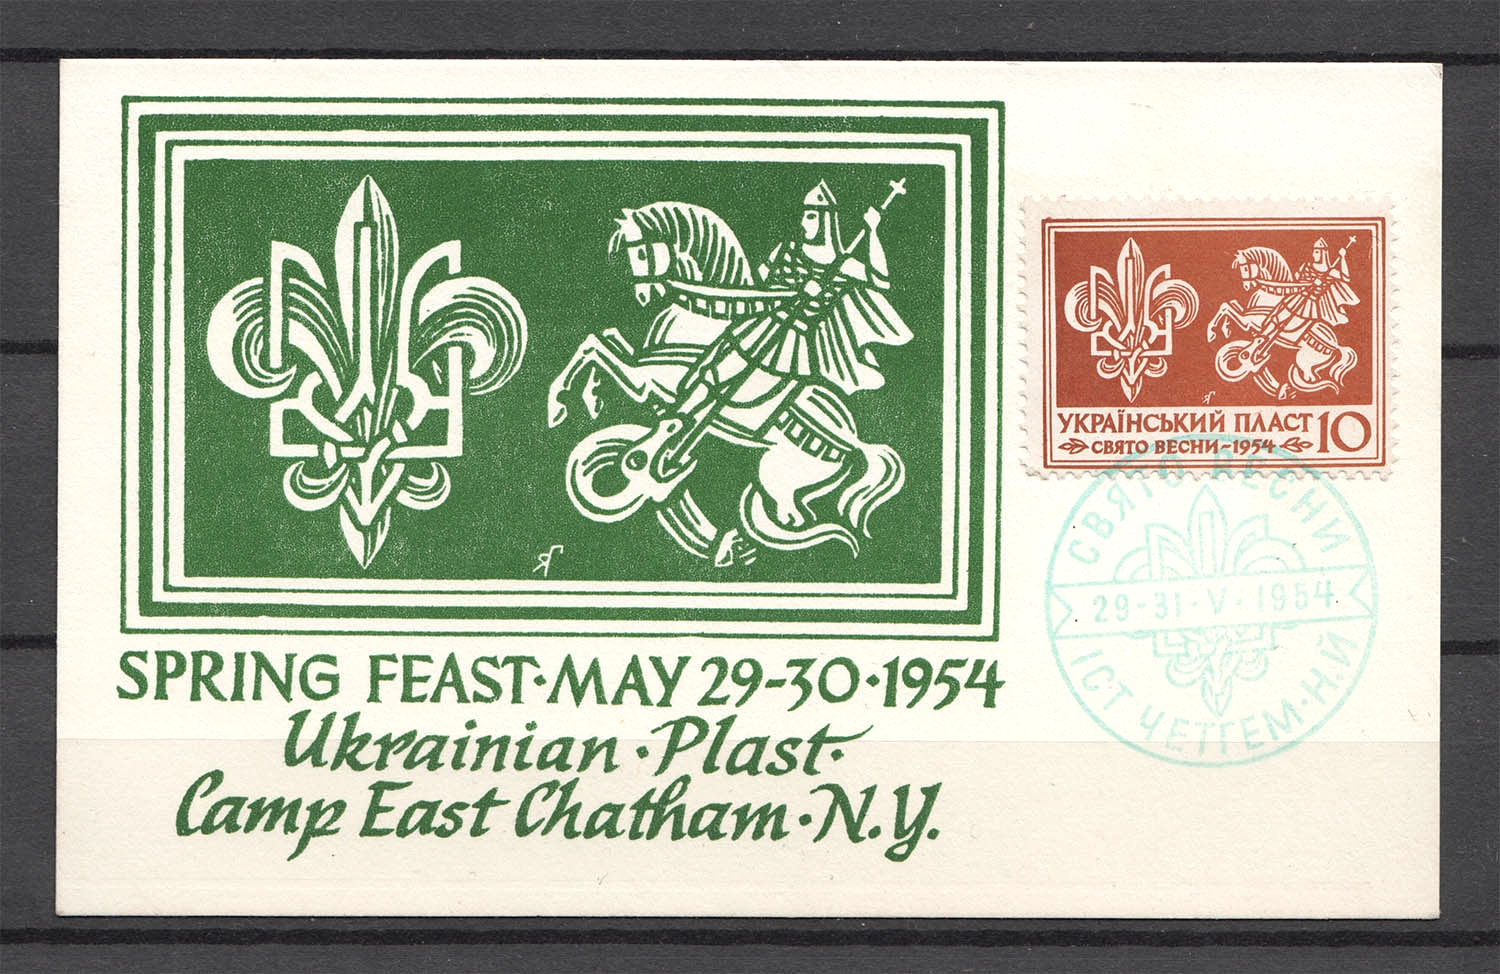 SPRING FEAST·MAY 29-30·1954
Ukrainian·Plast·
Camp East Chatham·N.Y.
УКРАЇНСЬКИЙ ПЛАСТ 10
СВЯТО ВЕСНИ-1954
СВЯТО ВЕСНИ
29-31·V·1954
ІСТ ЧЕТГЕМ·Н.Й